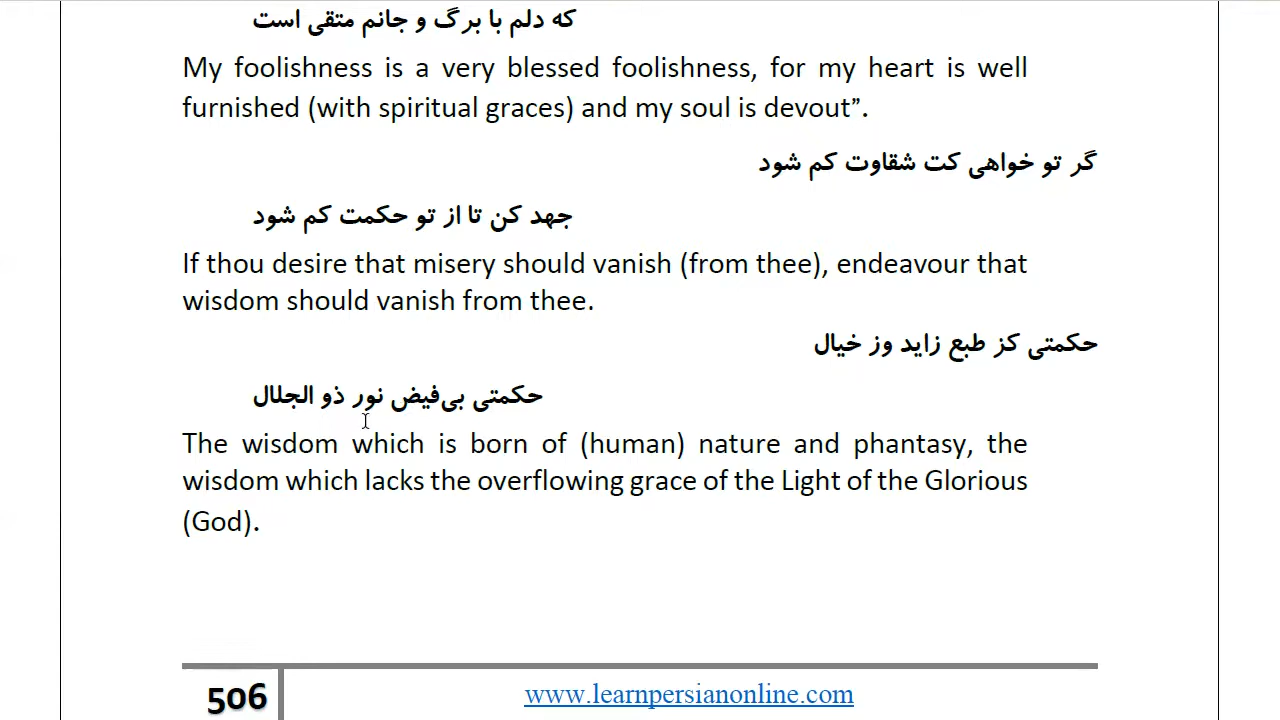 که دلم با برگ و جانم متقی است
My foolishness is a very blessed foolishness, for my heart is well
furnished (with spiritual graces) and my soul is devout”.
گر تو خواهی کت شقاوت کم شود
جهد کن تا از تو حکمت کم شود
If thou desire that misery should vanish (from thee), endeavour that
wisdom should vanish from thee.
حکمتی کز طبع زاید وز خیال
حکمتی بی‌فیض نور ذو الجلال
The wisdom which is born of (human) nature and phantasy, the
wisdom which lacks the overflowing grace of the Light of the Glorious
(God).
506
www.learnpersianonline.com